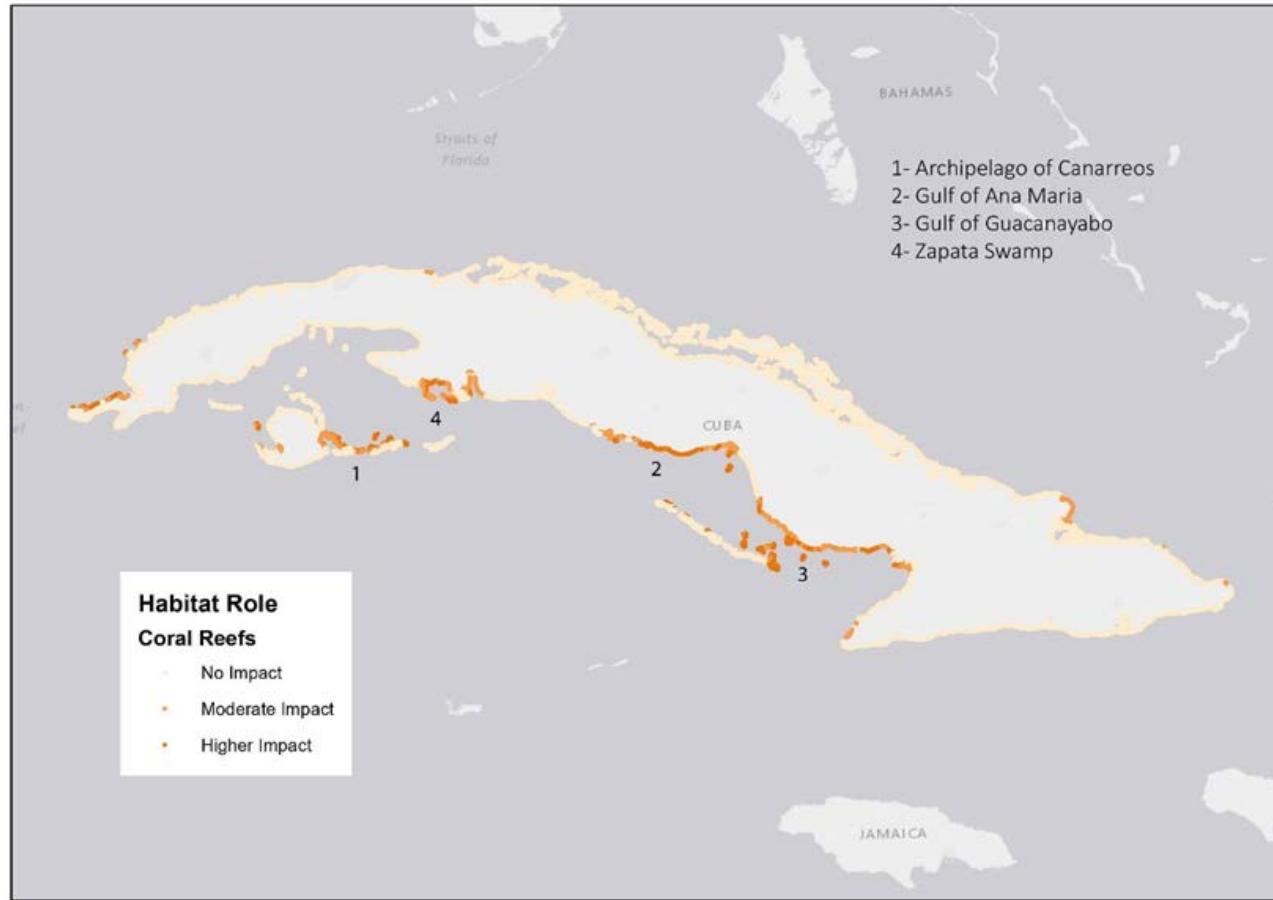 BAHAMAS
Straits of
Florida
1- Archipelago of Canarreos
2- Gulf of Ana Maria
3- Gulf of Guacanayabo
4- Zapata Swamp
4
CUBA
1
2
3
Habitat Role
Coral Reefs
No Impact
Moderate Impact
Higher Impact
JAMAICA